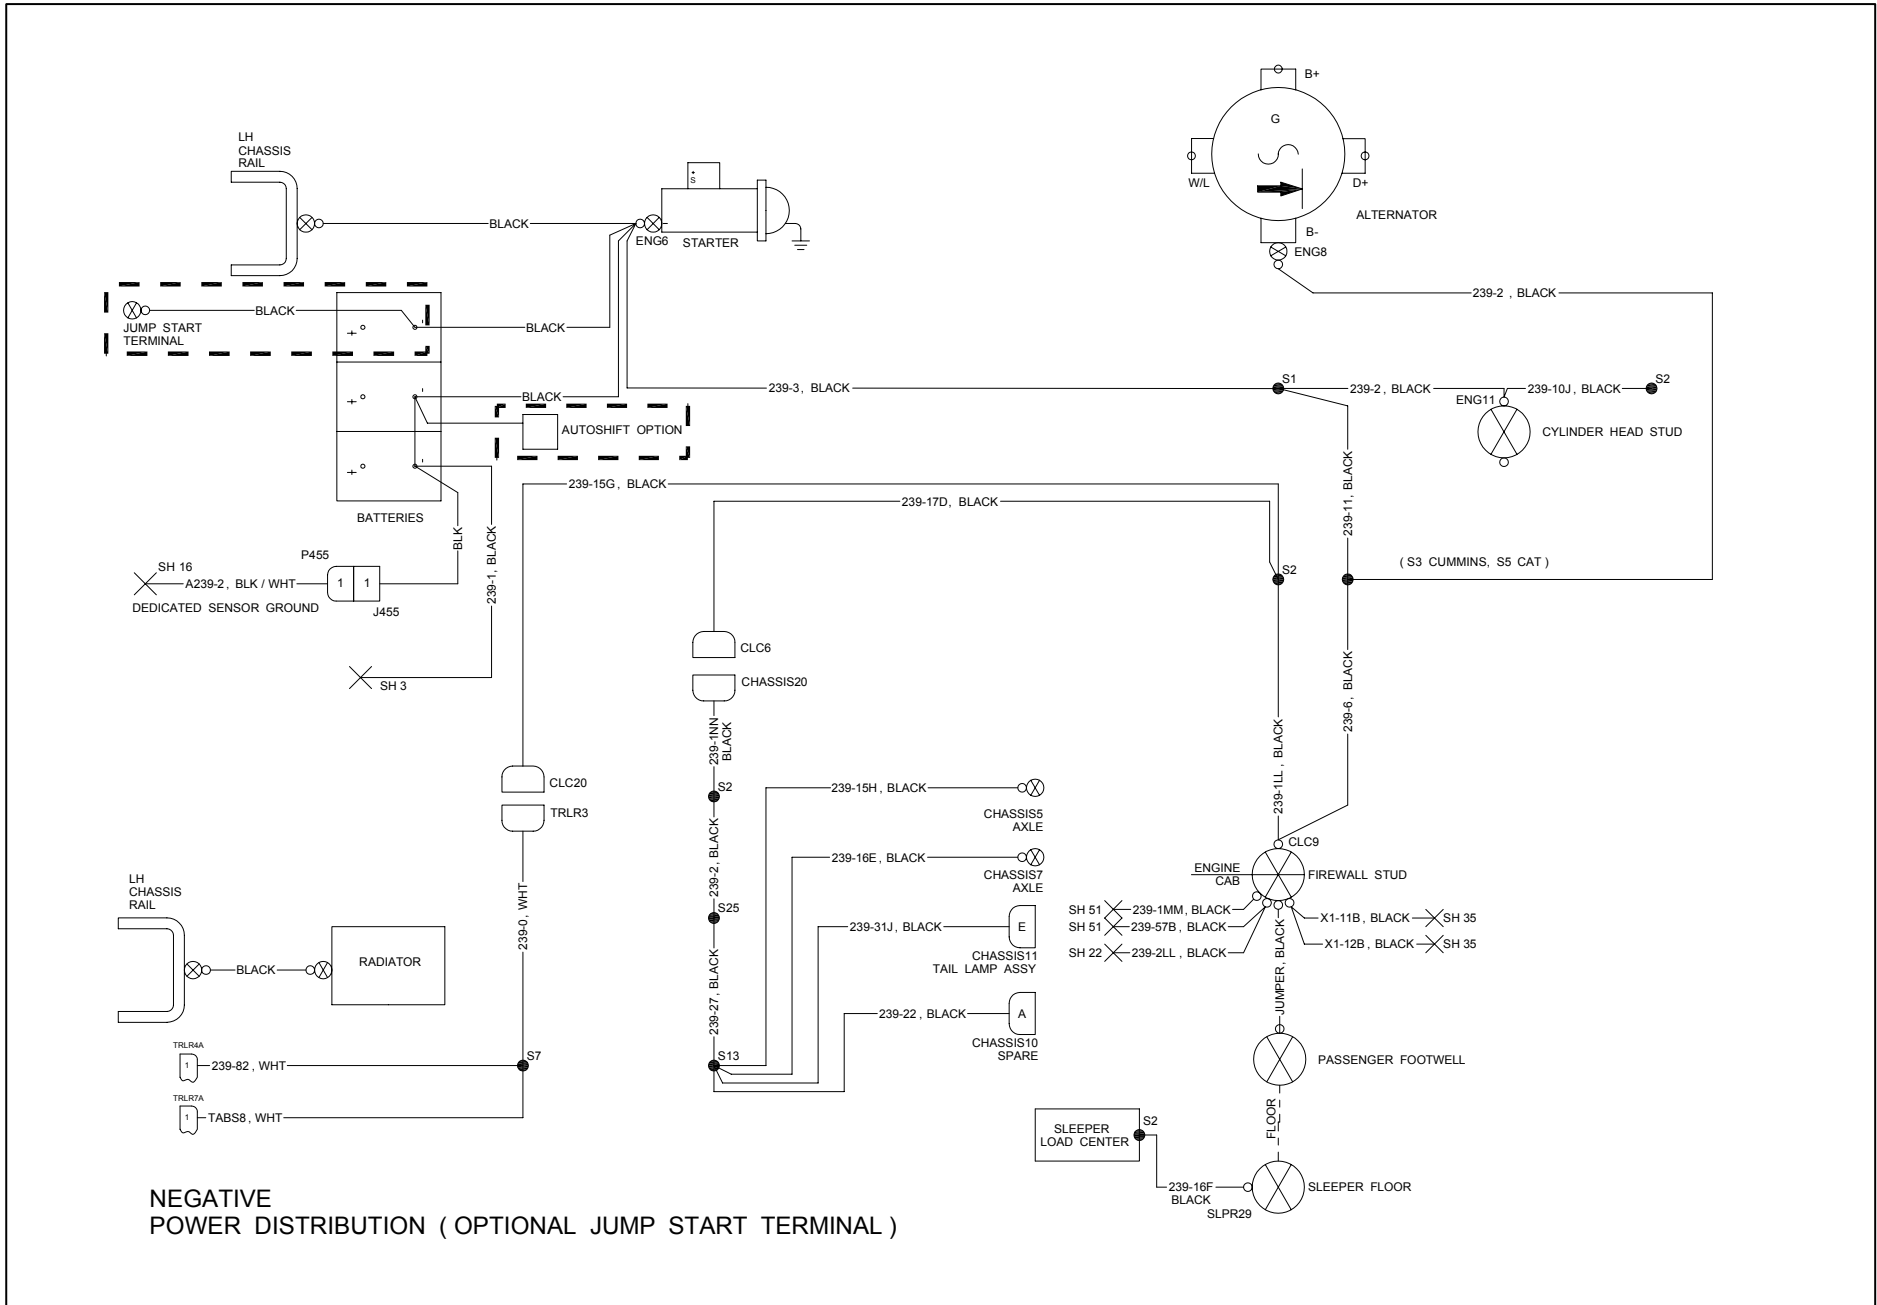 B+
G
W/L
D+
ALTERNATOR
B-
ENG8
LH
CHASSIS
RAIL
+
S
BLACK
ENG6
STARTER
239-2 , BLACK
BLACK
JUMP START
TERMINAL
+
-
BLACK
239-3, BLACK
S1
239-2, BLACK
239-10J, BLACK
S2
ENG11
CYLINDER HEAD STUD
+
-
BLACK
AUTOSHIFT OPTION
+
-
BATTERIES
239-15G, BLACK
239-17D, BLACK
239-11, BLACK
BLK
239-1, BLACK
P455
SH 16
A239-2, BLK / WHT
1
1
J455
DEDICATED SENSOR GROUND
SH 3
S2
( S3 CUMMINS, S5 CAT )
CLC6
CHASSIS20
239-1NN
BLACK
239-6, BLACK
239-1LL , BLACK
CLC20
TRLR3
S2
239-15H , BLACK
CHASSIS5
AXLE
239-2, BLACK
239-16E, BLACK
CHASSIS7
AXLE
CLC9
ENGINE
CAB
FIREWALL STUD
239-0, WHT
S25
239-31J, BLACK
E
CHASSIS11
TAIL LAMP ASSY
SH 51
239-1MM, BLACK
SH 51
239-57B, BLACK
SH 22
239-2LL , BLACK
X1-11B, BLACK
SH 35
X1-12B, BLACK
SH 35
JUMPER, BLACK
LH
CHASSIS
RAIL
BLACK
RADIATOR
239-27, BLACK
239-22 , BLACK
A
CHASSIS10
SPARE
TRLR4A
1
239-82 , WHT
S7
S13
TRLR7A
1
TABS8 , WHT
PASSENGER FOOTWELL
FLOOR
SLEEPER
LOAD CENTER
S2
239-16F
BLACK
SLPR29
SLEEPER FLOOR
NEGATIVE
POWER DISTRIBUTION ( OPTIONAL JUMP START TERMINAL )